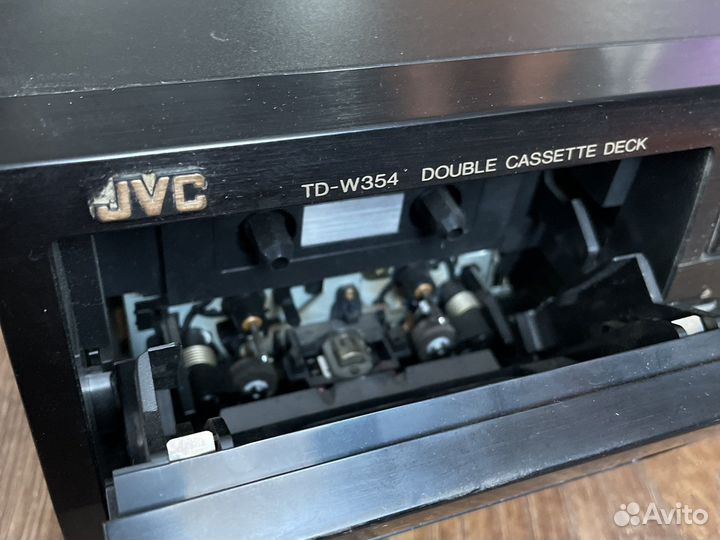 JVC
TD-W354 DOUBLE CASSETTE DECK
Avito